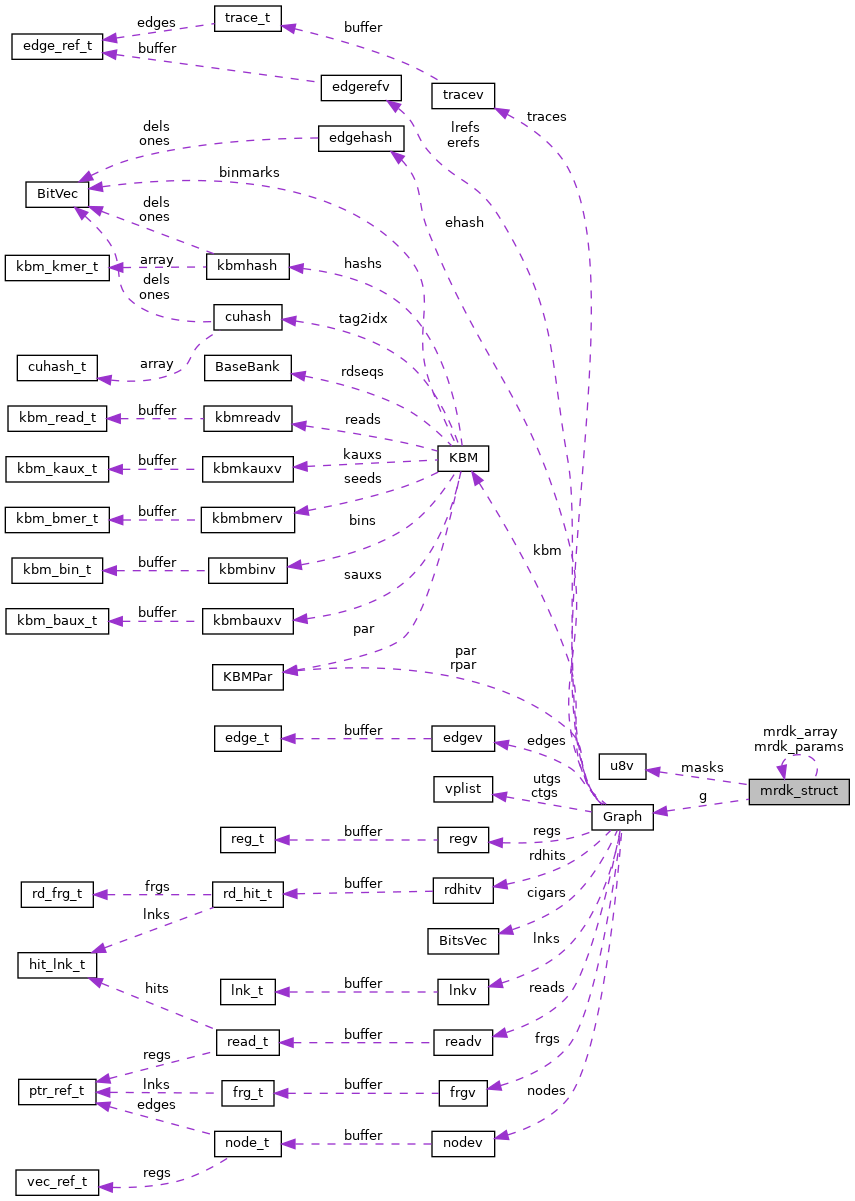 trace_t
edges
buffer
edge_ref_t
buffer
edgerefv
tracev
traces
lrefs
erefs
dels
ones
edgehash
binmarks
BitVec
dels
ones
ehash
kbm_kmer_t
array
kbmhash
hashs
dels
ones
cuhash
tag2idx
cuhash_t
array
BaseBank
rdseqs
kbm_read_t
buffer
kbmreadv
reads
KBM
kbm_kaux_t
buffer
kbmkauxv
kauxs
seeds
kbm_bmer_t
buffer
kbmbmerv
bins
kbm
kbm_bin_t
buffer
kbmbinv
sauxs
kbm_baux_t
buffer
kbmbauxv
par
par
rpar
KBMPar
edge_t
buffer
edgev
edges
mrdk_array
mrdk_params
u8v
masks
mrdk_struct
vplist
utgs
ctgs
g
Graph
reg_t
buffer
regv
regs
rdhits
rd_frg_t
frgs
rd_hit_t
buffer
rdhitv
cigars
lnks
BitsVec
lnks
hit_lnk_t
hits
lnk_t
buffer
lnkv
reads
read_t
buffer
readv
frgs
regs
ptr_ref_t
lnks
frg_t
buffer
frgv
nodes
edges
node_t
buffer
nodev
vec_ref_t
regs